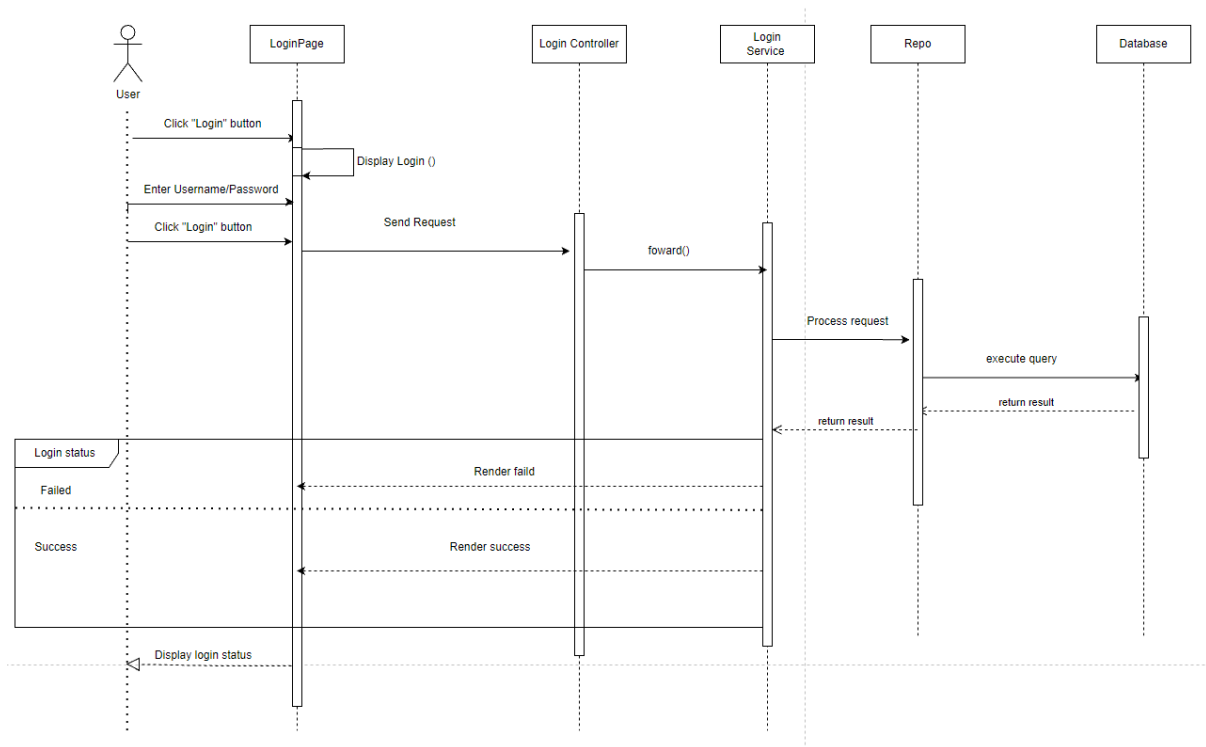 LoginPage
Login Controller
Login
Service
Repo
Database
User
Click "Login" button
Display Login ()
Enter Username/Password
Click "Login" button
Send Request
foward()
Process request
execute query
return result
return result
Login status
Render faild
Failed
Success
Render success
Display login status